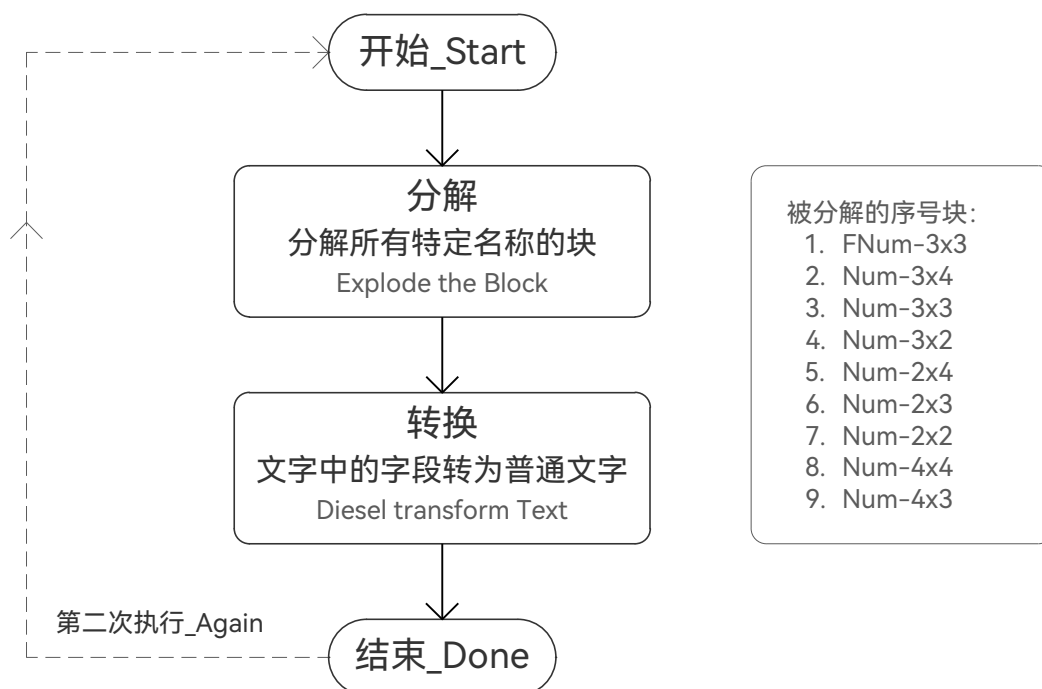 开始_Start
分解
分解所有特定名称的块
Explode the Block
转换
文字中的字段转为普通文字
Diesel transform Text
第二次执行_Again
结束_Done
被分解的序号块：
1. FNum-3x3
2. Num-3x4
3. Num-3x3
4. Num-3x2
5. Num-2x4
6. Num-2x3
7. Num-2x2
8. Num-4x4
9. Num-4x3